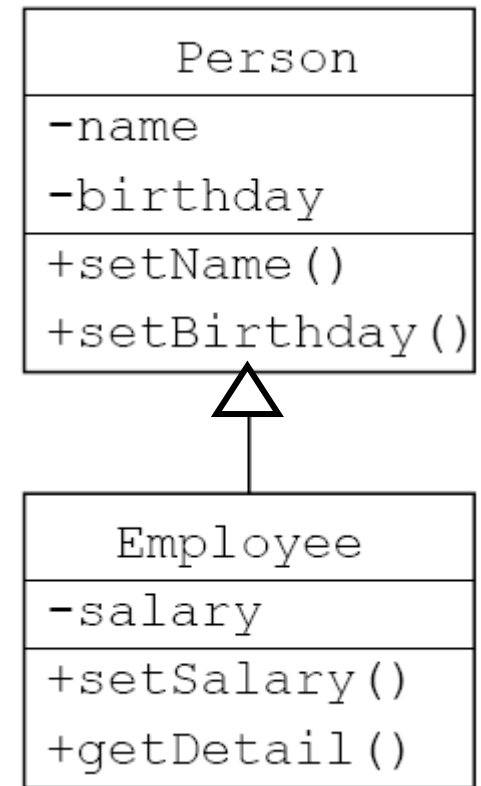 Person
-name
-birthday
+setName()
+setBirthday()
Employee
-salary
+setSalary()
+getDetail()